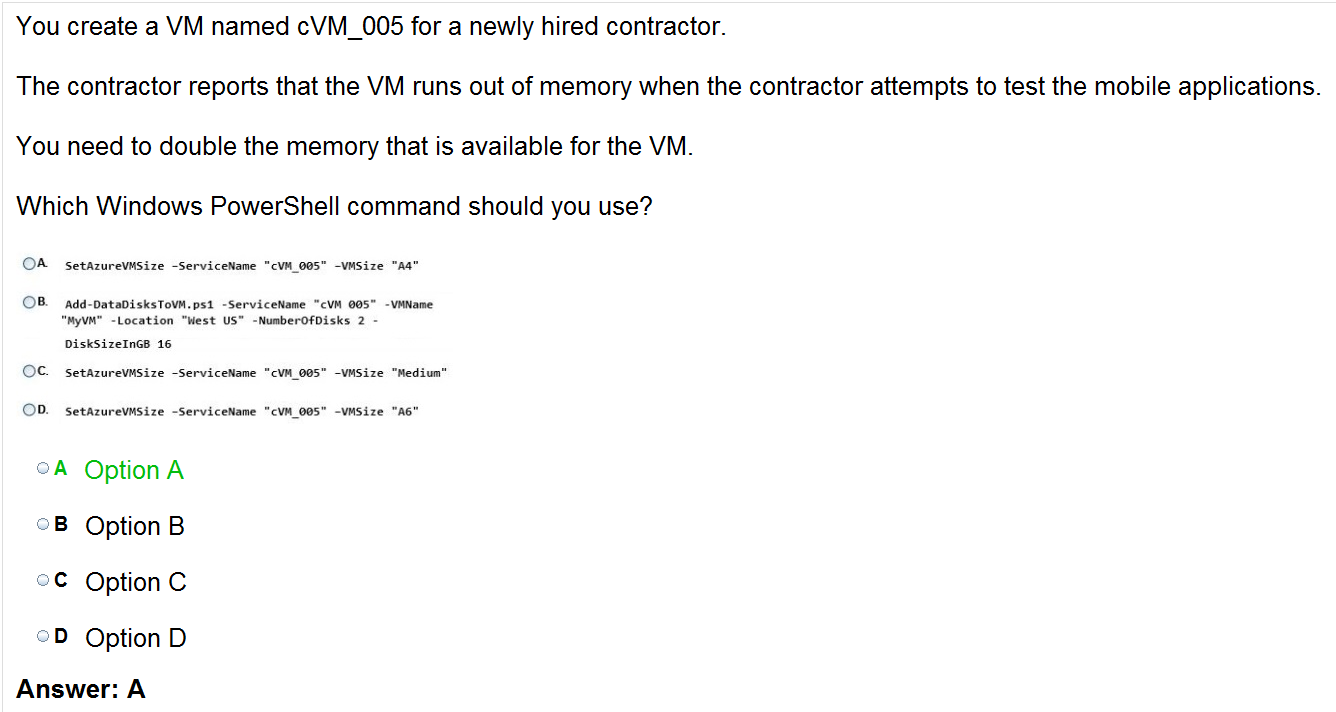 You create a VM named cVM_005 for a newly hired contractor.
The contractor reports that the VM runs out of memory when the contractor attempts to test the mobile applications.
You need to double the memory that is available for the VM.
Which Windows PowerShell command should you use?
A. SetAzureVMSize -ServiceName "cVM_005" -VMSize "A4"
B. Add-DataDisksToVM.ps1 -ServiceName "cVM 005" -VMName
"MyVM" -Location "West US" -NumberOfDisks 2 -
DiskSizeInGB 16
C. SetAzureVMSize -ServiceName "cVM_005" -VMSize "Medium"
D. SetAzureVMSize -ServiceName "cVM_005" -VMSize "A6"
A Option A
B Option B
C Option C
D Option D
Answer: A